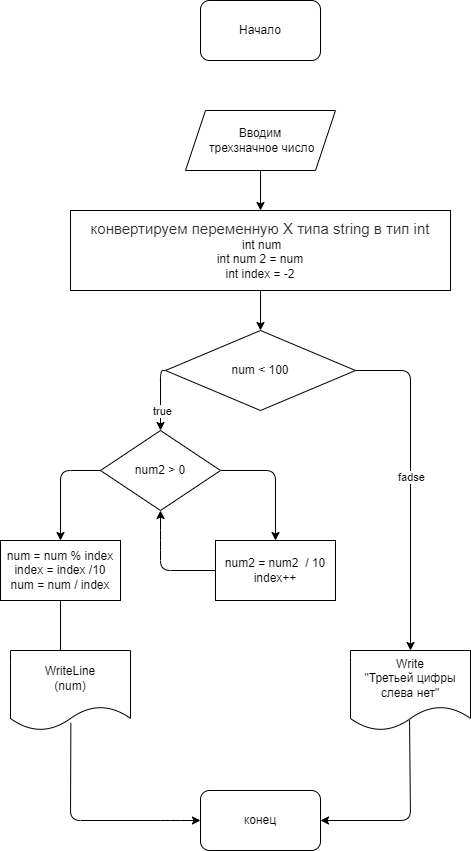 Начало
Вводим
трехзначное число
конвертируем переменную X типа string в тип int
int num
int num 2 = num
int index = -2
num < 100
true
num2 > 0
fadse
num = num % index
index = index /10
num = num / index
num2 = num2 / 10
index++
WriteLine
(num)
Write
"Третьей цифры
слева нет"
конец